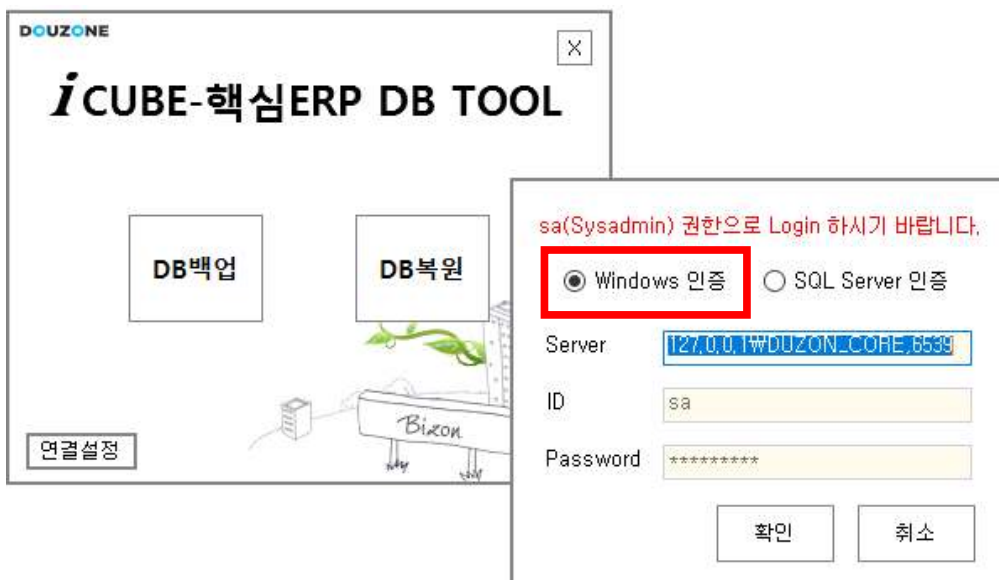 DOUZONE
X
iCUBE-핵심ERP DB TOOL
DB백업
DB복원
Bizon
연결설정
sa(Sysadmin) 권한으로 Login 하시기 바랍니다.
Windows 인증
SQL Server 인증
Server 127.0.0.1₩DUZON_CORE,6539
ID sa
Password *********
확인
취소